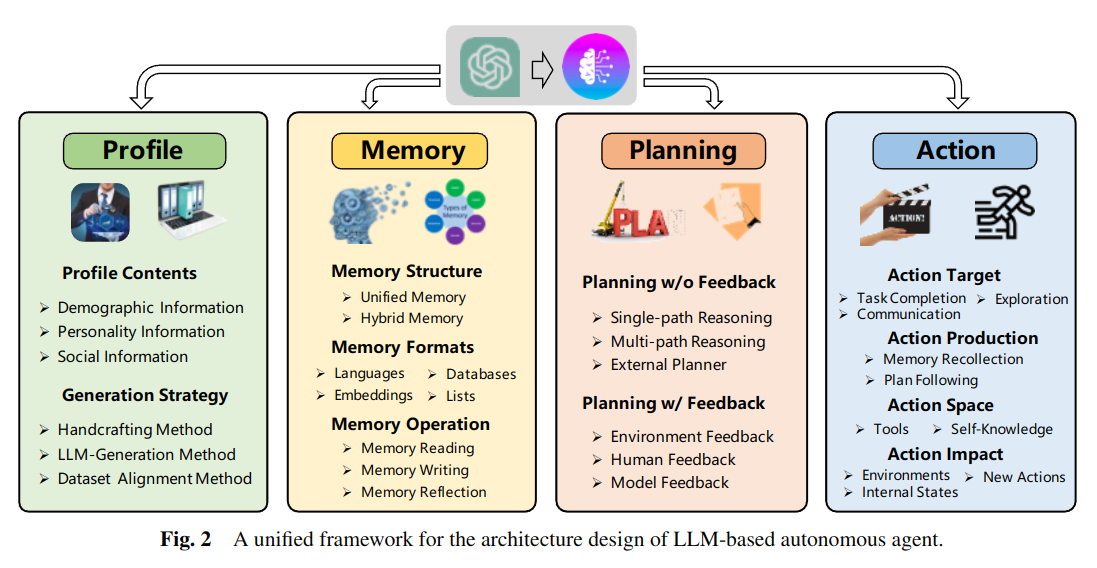 Profile
Profile Contents
➢ Demographic Information
➢ Personality Information
➢ Social Information
Generation Strategy
➢ Handcrafting Method
➢ LLM-Generation Method
➢ Dataset Alignment Method
Memory
Types of
Memory
Memory Structure
➢ Unified Memory
➢ Hybrid Memory
Memory Formats
➢ Languages ➢ Databases
➢ Embeddings ➢ Lists
Memory Operation
➢ Memory Reading
➢ Memory Writing
➢ Memory Reflection
Planning
PLAN
Planning w/o Feedback
➢ Single-path Reasoning
➢ Multi-path Reasoning
➢ External Planner
Planning w/ Feedback
➢ Environment Feedback
➢ Human Feedback
➢ Model Feedback
Action
ACTION!
Action Target
➢ Task Completion ➢ Exploration
➢ Communication
Action Production
➢ Memory Recollection
➢ Plan Following
Action Space
➢ Tools ➢ Self-Knowledge
Action Impact
➢ Environments ➢ New Actions
➢ Internal States
Fig. 2 A unified framework for the architecture design of LLM-based autonomous agent.